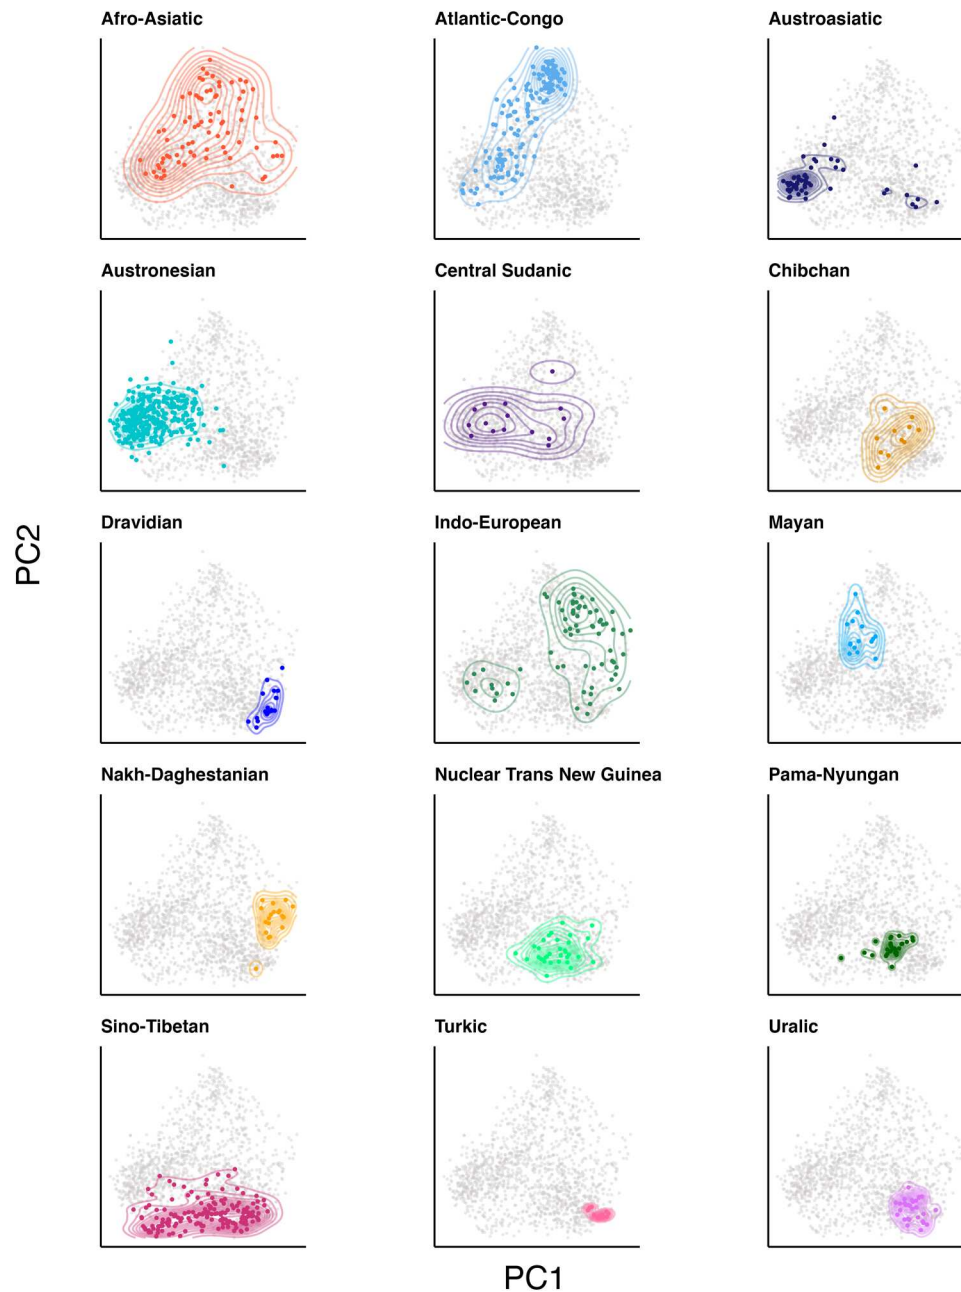 Afro-Asiatic
Atlantic-Congo
Austroasiatic
Austronesian
Central Sudanic
Chibchan
Dravidian
Indo-European
Mayan
Nakh-Daghestanian
Nuclear Trans New Guinea
Pama-Nyungan
Sino-Tibetan
Turkic
Uralic
PC2
PC1